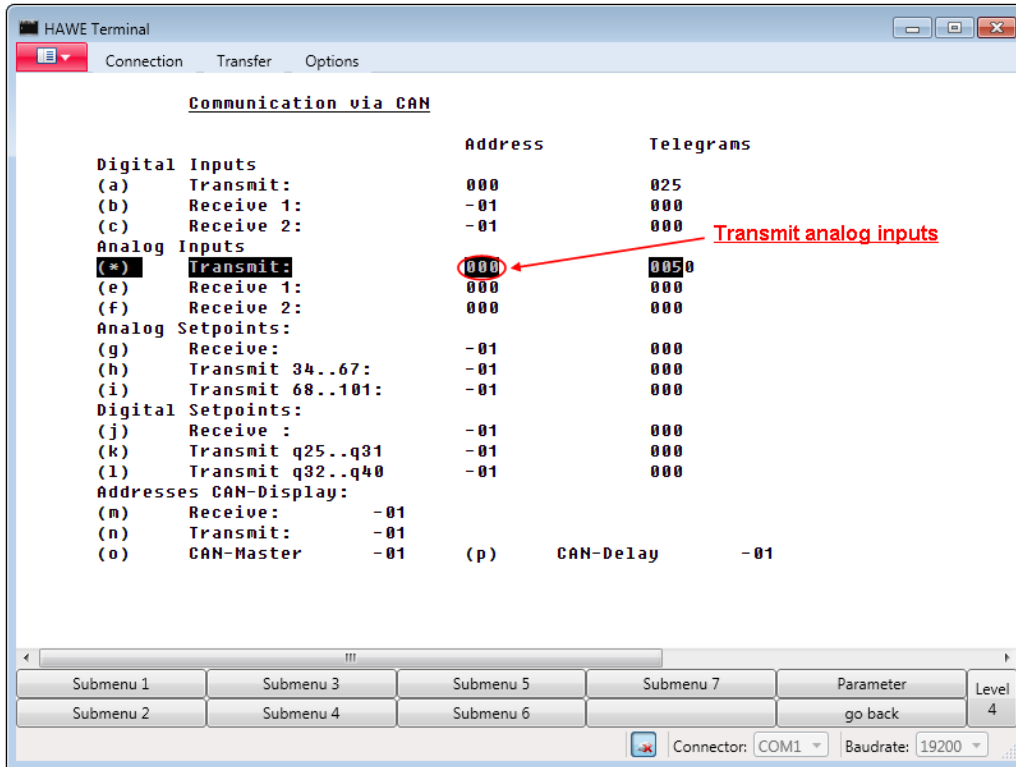 HAWE Terminal
Connection Transfer Options
Communication via CAN
Address Telegrams
Digital Inputs
(a) Transmit: 000 025
(b) Receive 1: -01 000
(c) Receive 2: -01 000
Transmit analog inputs
Analog Inputs
(*) Transmit: 000 0050
(e) Receive 1: 000 000
(f) Receive 2: 000 000
Analog Setpoints:
(g) Receive: -01 000
(h) Transmit 34..67: -01 000
(i) Transmit 68..101: -01 000
Digital Setpoints:
(j) Receive : -01 000
(k) Transmit q25..q31 -01 000
(l) Transmit q32..q40 -01 000
Addresses CAN-Display:
(m) Receive: -01
(n) Transmit: -01
(o) CAN-Master -01 (p) CAN-Delay -01
Submenu 1 Submenu 3 Submenu 5 Submenu 7 Parameter Level
Submenu 2 Submenu 4 Submenu 6 go back 4
Connector: COM1 Baudrate: 19200